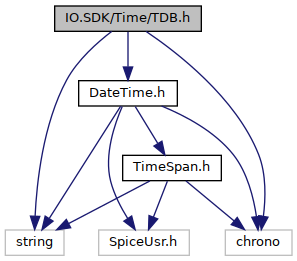 IO.SDK/Time/TDB.h
DateTime.h
TimeSpan.h
string
SpiceUsr.h
chrono